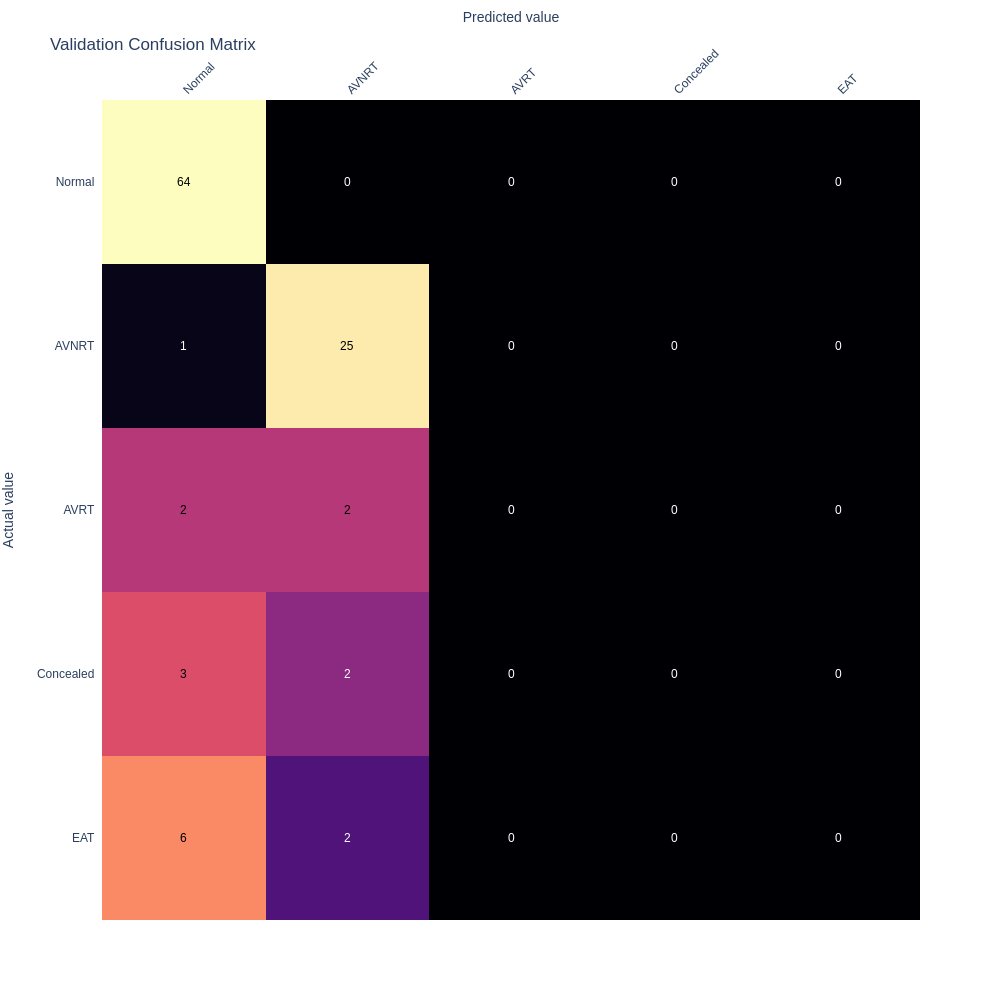 Predicted value
Validation Confusion Matrix
Normal AVNRT AVRT Concealed EAT
Normal 64 0 0 0 0
AVNRT 1 25 0 0 0
AVRT 2 2 0 0 0
Concealed 3 2 0 0 0
EAT 6 2 0 0 0
Actual value